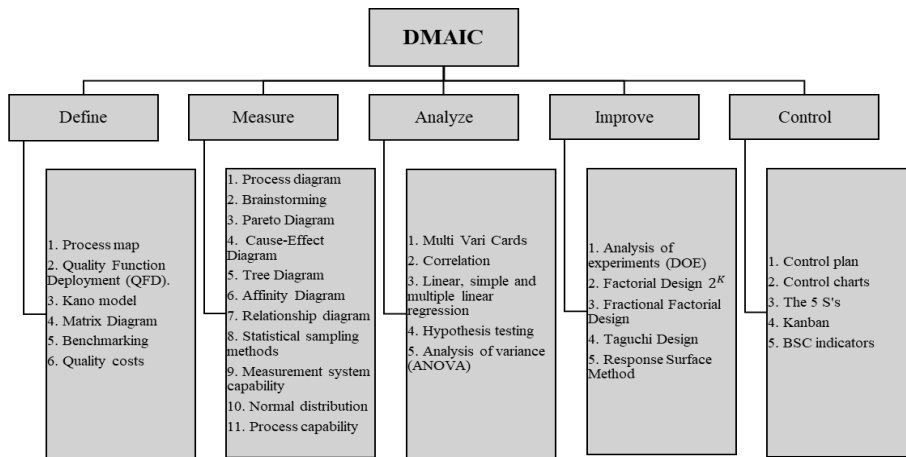 DMAIC
Define
Measure
Analyze
Improve
Control
1. Process map
2. Quality Function
Deployment (QFD).
3. Kano model
4. Matrix Diagram
5. Benchmarking
6. Quality costs
1. Process diagram
2. Brainstorming
3. Pareto Diagram
4. Cause-Effect
Diagram
5. Tree Diagram
6. Affinity Diagram
7. Relationship diagram
8. Statistical sampling
methods
9. Measurement system
capability
10. Normal distribution
11. Process capability
1. Multi Vari Cards
2. Correlation
3. Linear, simple and
multiple linear
regression
4. Hypothesis testing
5. Analysis of variance
(ANOVA)
1. Analysis of
experiments (DOE)
2. Factorial Design 2^K
3. Fractional Factorial
Design
4. Taguchi Design
5. Response Surface
Method
1. Control plan
2. Control charts
3. The 5 S's
4. Kanban
5. BSC indicators